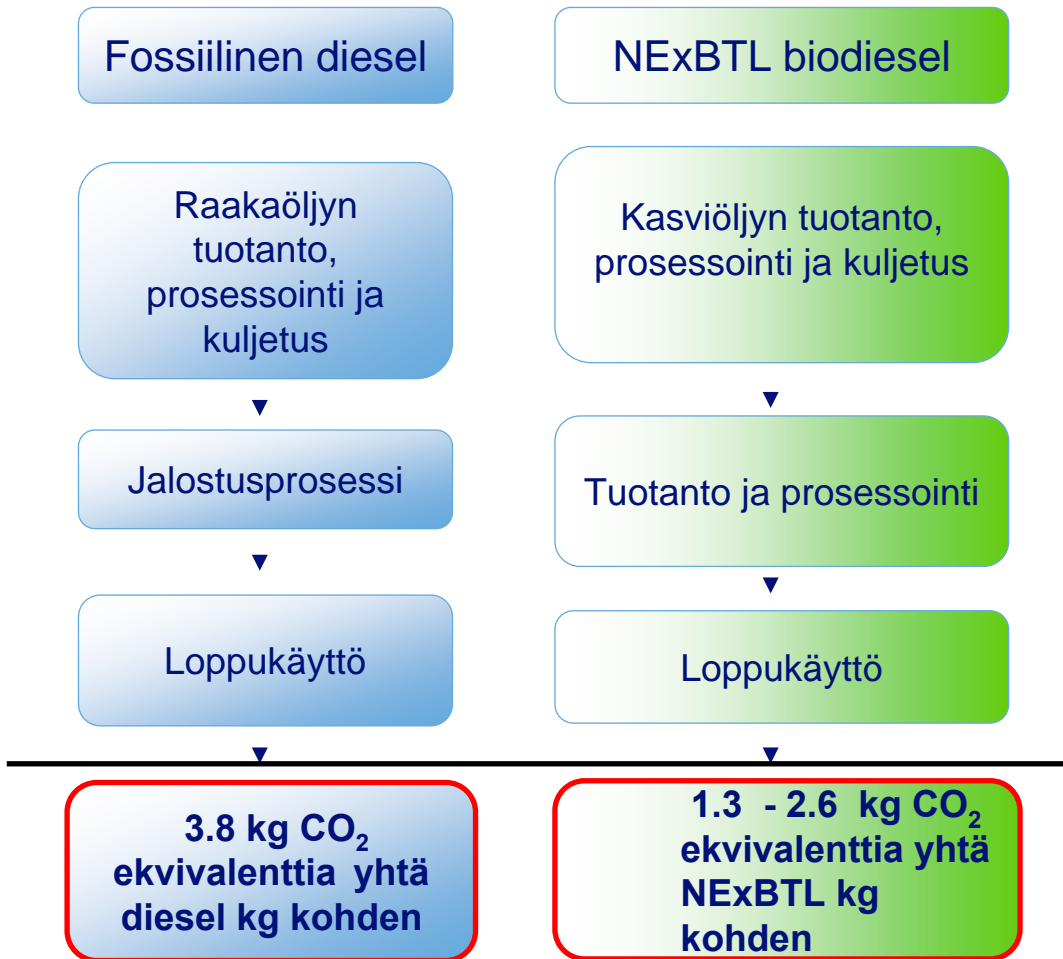 Fossiilinen diesel
NExBTL biodiesel
Raakaöljyn
tuotanto,
prosessointi ja
kuljetus
Kasviöljyn tuotanto,
prosessointi ja kuljetus
Jalostusprosessi
Tuotanto ja prosessointi
Loppukäyttö
Loppukäyttö
3.8 kg CO₂
ekvivalenttia yhtä
diesel kg kohden
1.3 - 2.6 kg CO₂
ekvivalenttia yhtä
NExBTL kg
kohden